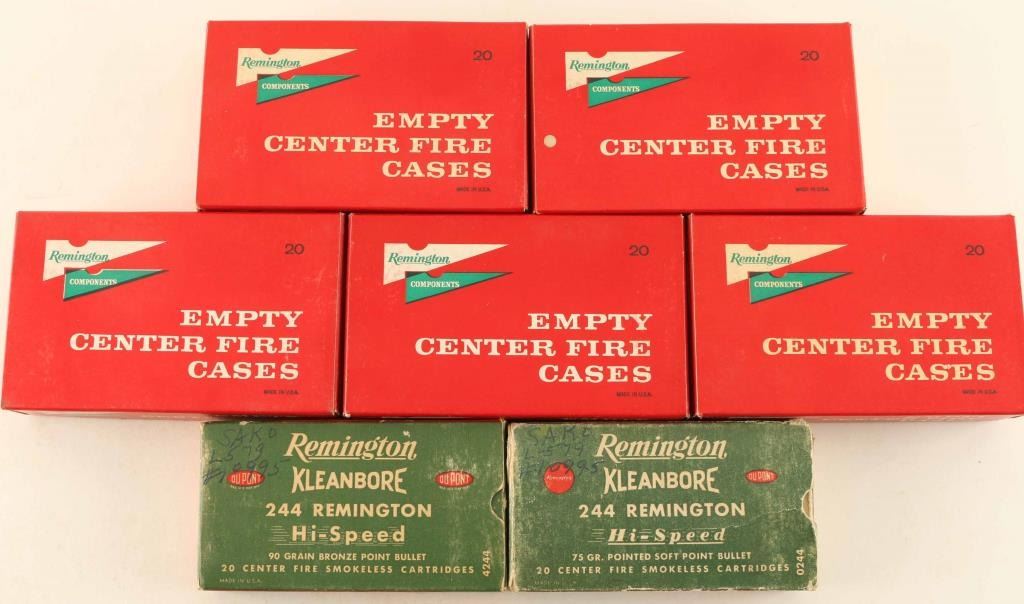 Remington
20
COMPONENTS
EMPTY
CENTER FIRE
CASES
MADE IN U.S.A.
Remington
20
COMPONENTS
EMPTY
CENTER FIRE
CASES
MADE IN U.S.A.
Remington
20
COMPONENTS
EMPTY
CENTER FIRE
CASES
MADE IN U.S.A.
Remington
20
COMPONENTS
EMPTY
CENTER FIRE
CASES
MADE IN U.S.A.
Remington
20
COMPONENTS
EMPTY
CENTER FIRE
CASES
MADE IN U.S.A.
SAKO
L579
Remington
DU PONT
KLEANBORE
DU PONT
244 REMINGTON
Hi-Speed
90 GRAIN BRONZE POINT BULLET
20 CENTER FIRE SMOKELESS CARTRIDGES
MADE IN U.S.A.
4244
SAKO
L579
Remington
Remington
KLEANBORE
DU PONT
244 REMINGTON
Hi-Speed
75 GR. POINTED SOFT POINT BULLET
20 CENTER FIRE SMOKELESS CARTRIDGES
MADE IN U.S.A.
0244